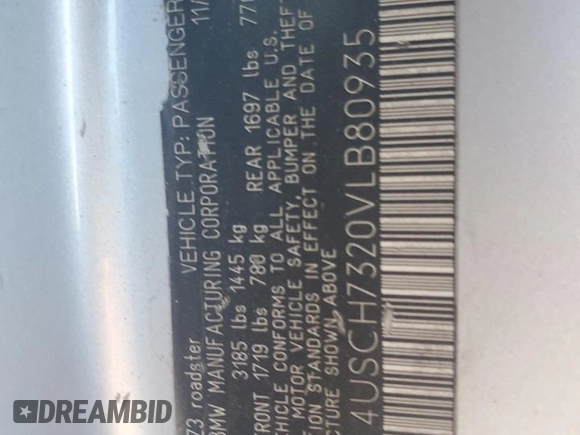 Z3 roadster VEHICLE TYP: PASSENGER
BMW MANUFACTURING CORPORATION 11/
3185 lbs 1445 kg
FRONT 1719 lbs 780 kg REAR 1697 lbs 770
VEHICLE CONFORMS TO ALL APPLICABLE U.S.
MOTOR VEHICLE SAFETY, BUMPER AND THEFT
STANDARDS IN EFFECT ON THE DATE OF
SHOWN ABOVE
4USCH7320VLB80935
DREAMBID